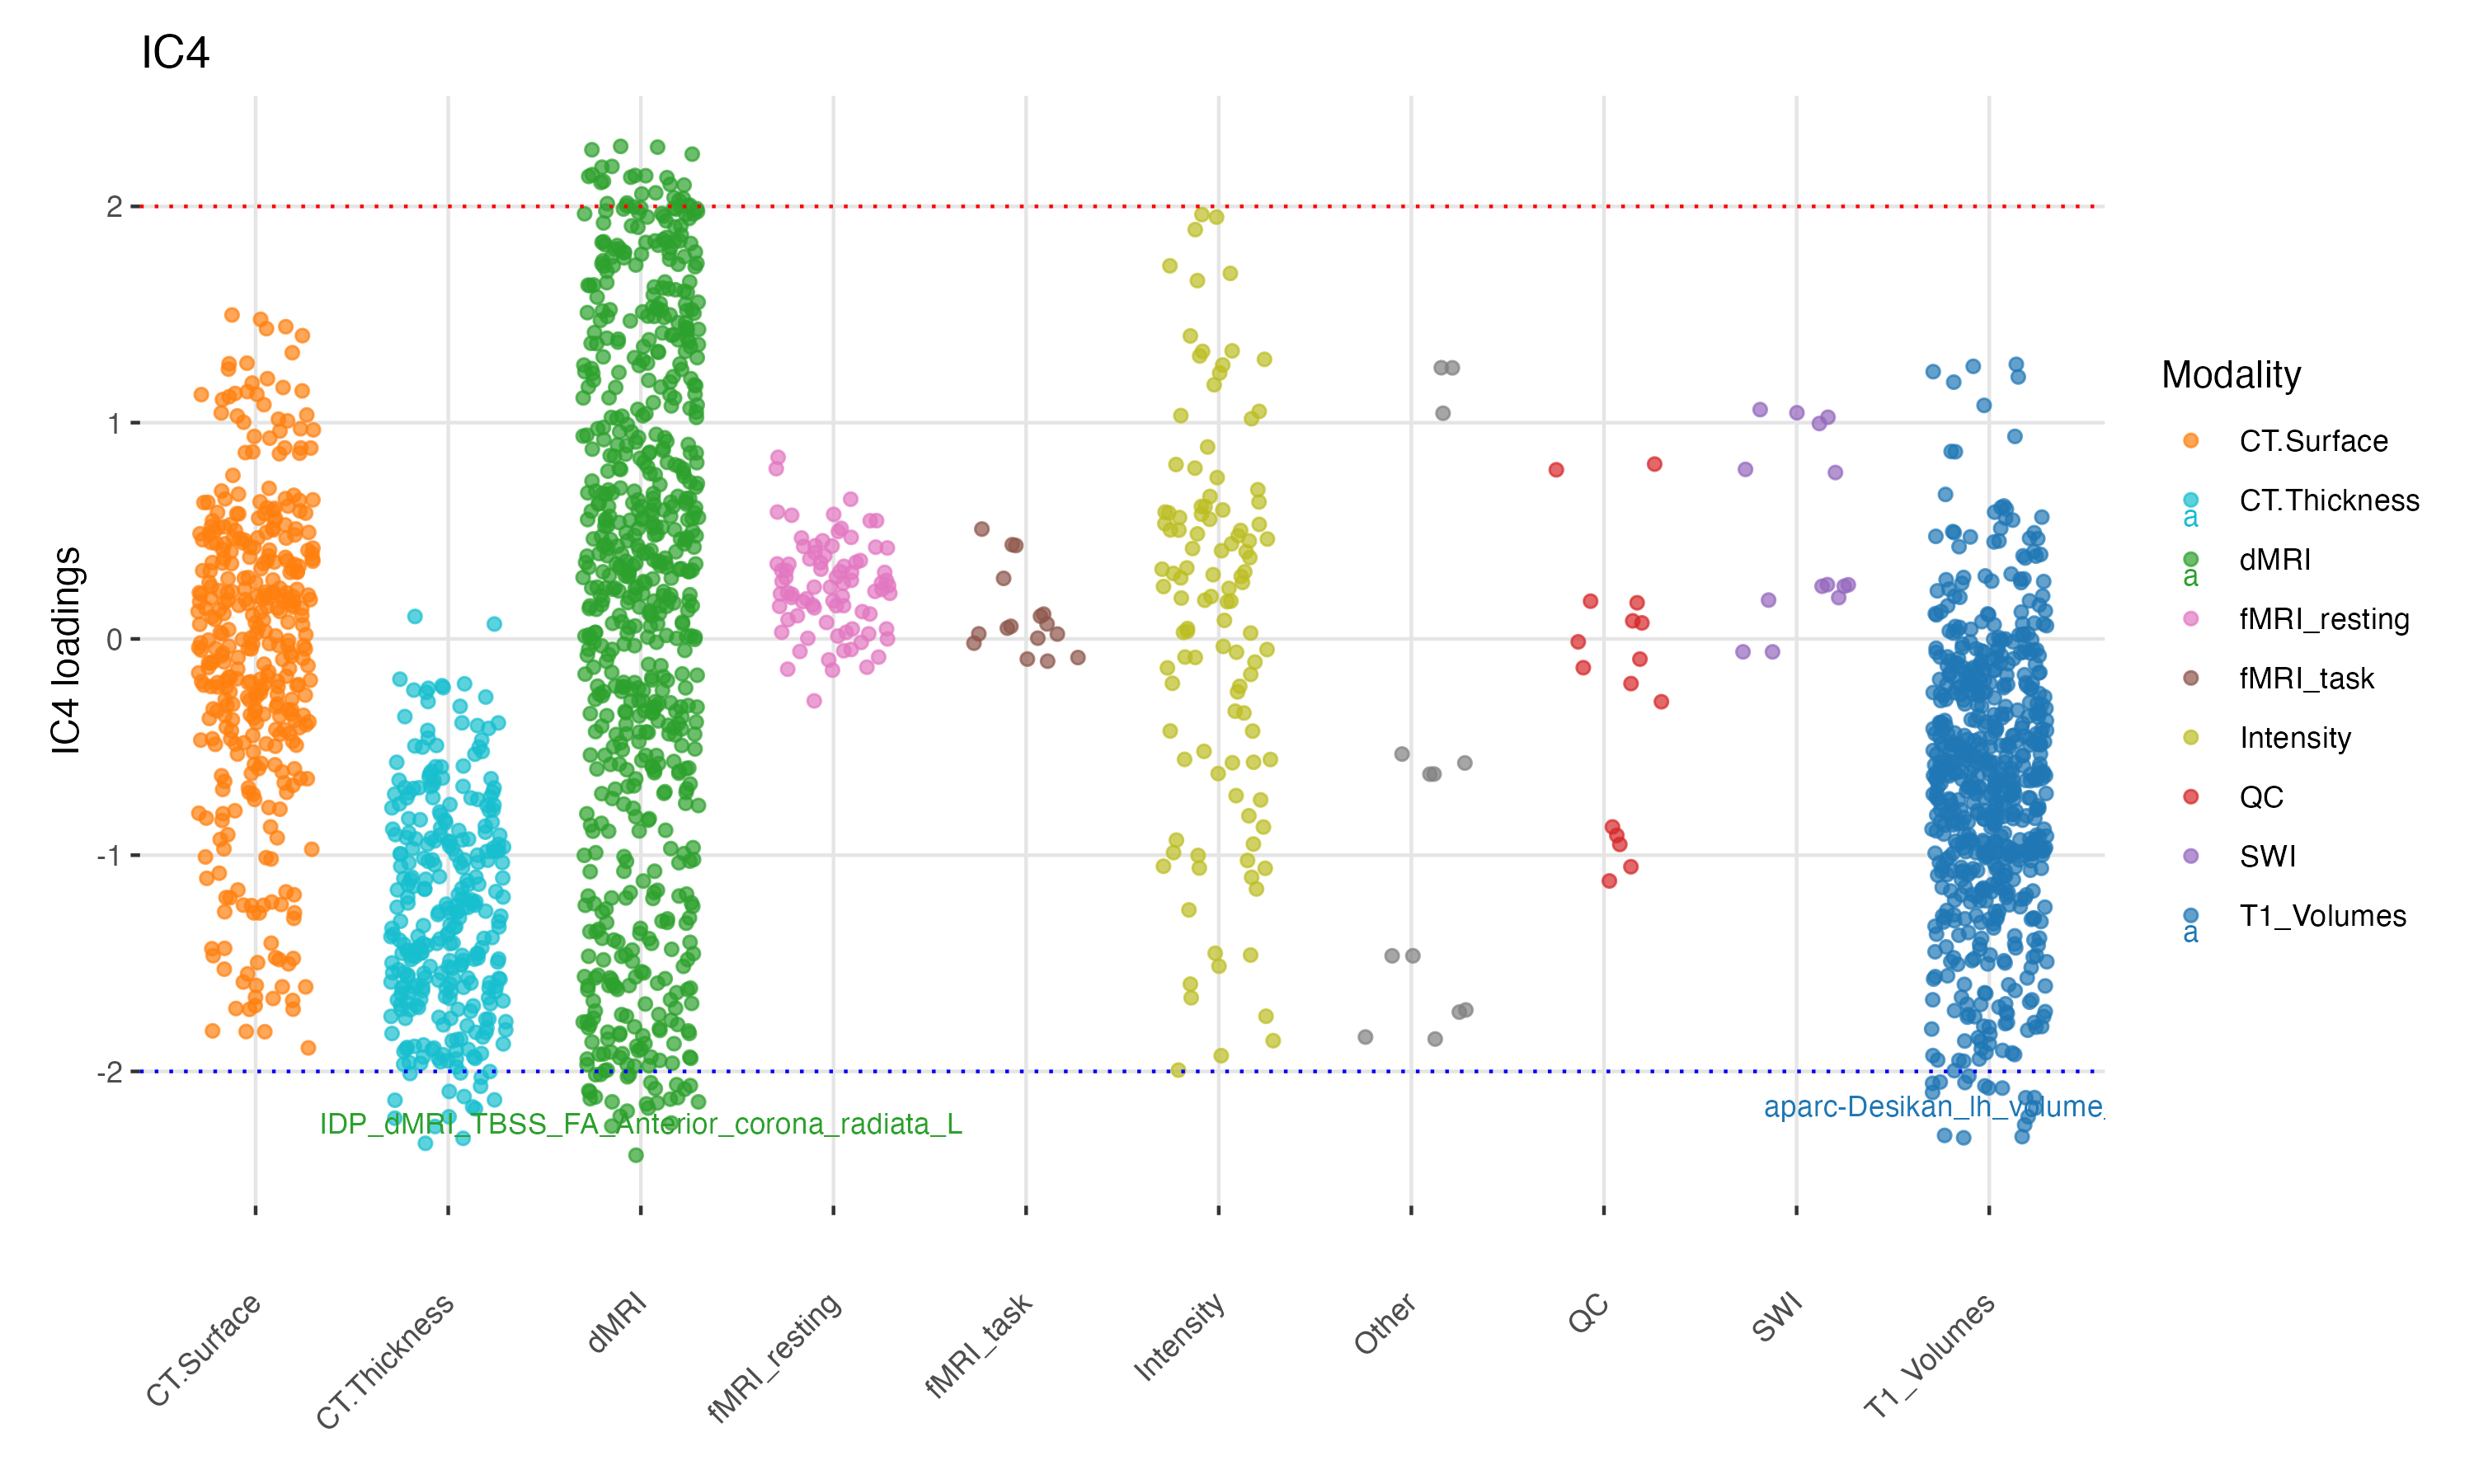 IC4
IC4 loadings
2
1
0
-1
-2
IDP_dMRI_TBSS_FA_Anterior_corona_radiata_L
aparc-Desikan_lh_volume_
CT.Surface
CT.Thickness
dMRI
fMRI_resting
fMRI_task
Intensity
Other
QC
SWI
T1_Volumes
Modality
CT.Surface
a CT.Thickness
a dMRI
fMRI_resting
fMRI_task
Intensity
QC
SWI
a T1_Volumes